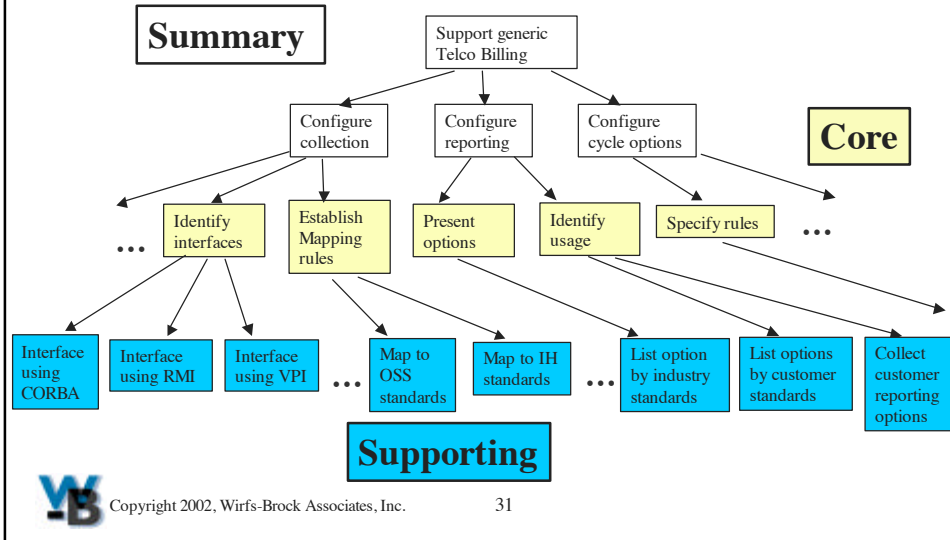 Summary
Support generic
Telco Billing
Configure
collection
Configure
reporting
Configure
cycle options
Core
...
Identify
interfaces
Establish
Mapping
rules
Present
options
Identify
usage
Specify rules
...
Interface
using
CORBA
Interface
using RMI
Interface
using VPI
...
Map to
OSS
standards
Map to IH
standards
...
List option
by industry
standards
List options
by customer
standards
Collect
customer
reporting
options
Supporting
W-B
Copyright 2002, Wirfs-Brock Associates, Inc.
31